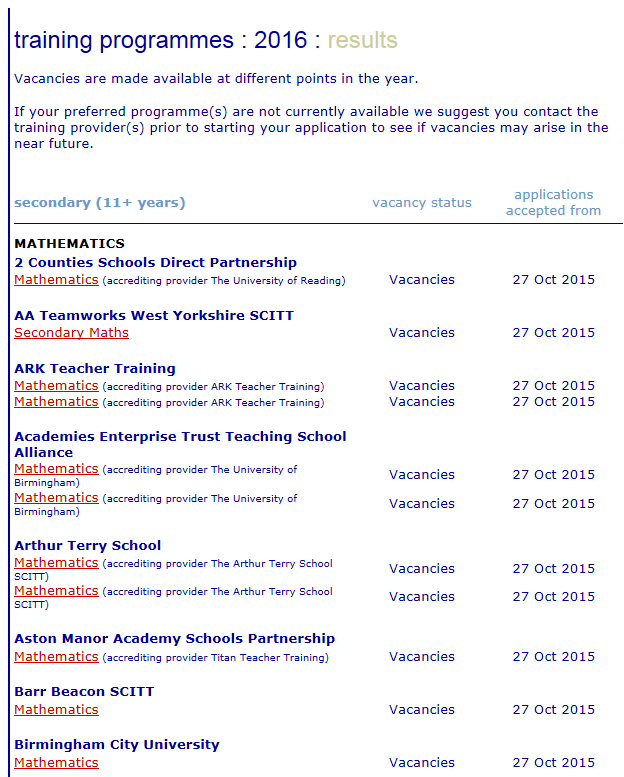 training programmes : 2016 : results
Vacancies are made available at different points in the year.
If your preferred programme(s) are not currently available we suggest you contact the
training provider(s) prior to starting your application to see if vacancies may arise in the
near future.
secondary (11+ years) vacancy status applications
accepted from
MATHEMATICS
2 Counties Schools Direct Partnership
Mathematics (accrediting provider The University of Reading) Vacancies 27 Oct 2015
AA Teamworks West Yorkshire SCITT
Secondary Maths Vacancies 27 Oct 2015
ARK Teacher Training
Mathematics (accrediting provider ARK Teacher Training) Vacancies 27 Oct 2015
Mathematics (accrediting provider ARK Teacher Training) Vacancies 27 Oct 2015
Academies Enterprise Trust Teaching School
Alliance
Mathematics (accrediting provider The University of
Birmingham) Vacancies 27 Oct 2015
Mathematics (accrediting provider The University of
Birmingham) Vacancies 27 Oct 2015
Arthur Terry School
Mathematics (accrediting provider The Arthur Terry School
SCITT) Vacancies 27 Oct 2015
Mathematics (accrediting provider The Arthur Terry School
SCITT) Vacancies 27 Oct 2015
Aston Manor Academy Schools Partnership
Mathematics (accrediting provider Titan Teacher Training) Vacancies 27 Oct 2015
Barr Beacon SCITT
Mathematics Vacancies 27 Oct 2015
Birmingham City University
Mathematics Vacancies 27 Oct 2015